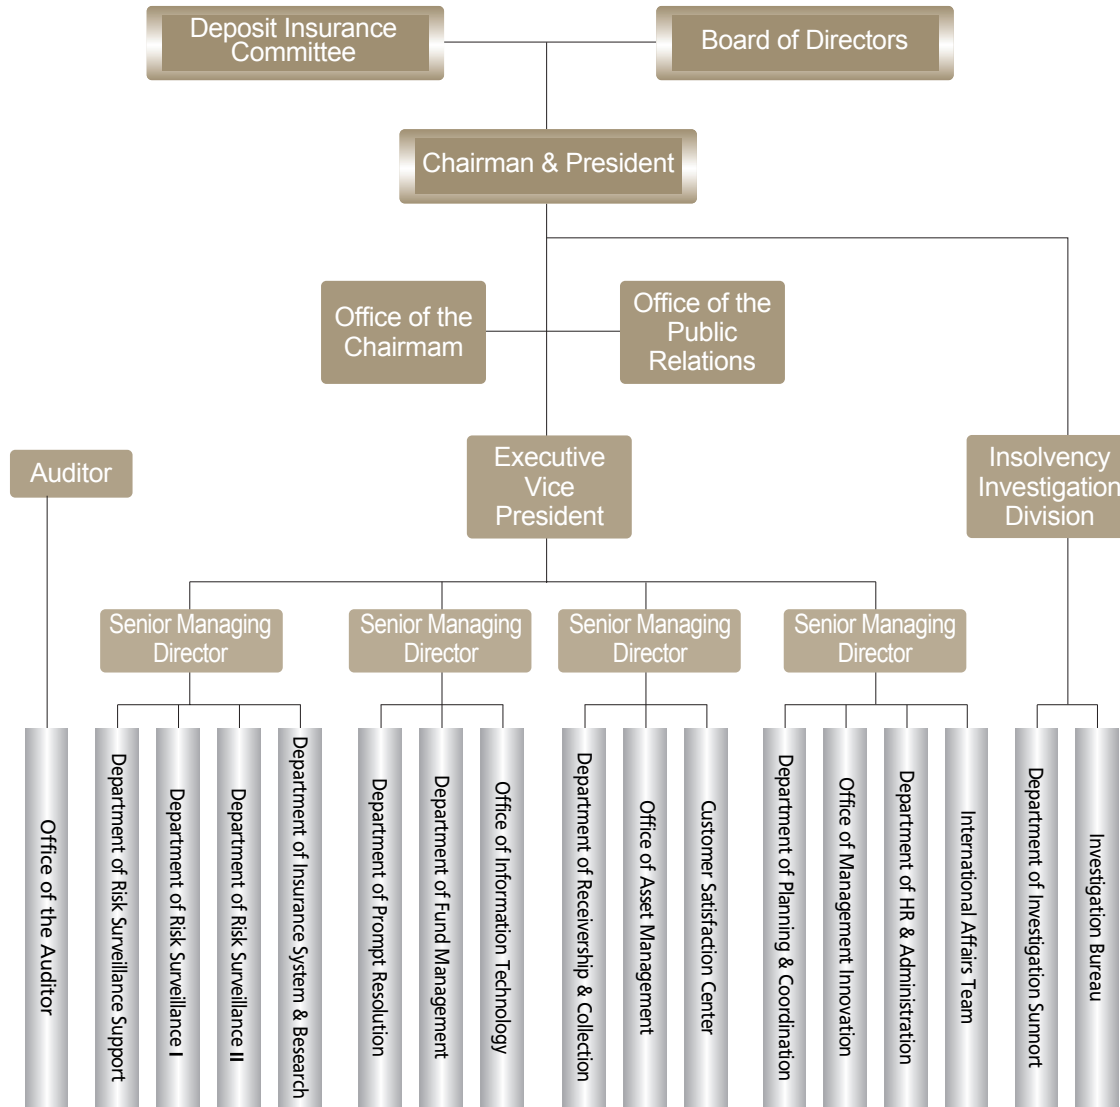 Deposit Insurance
Committee
Board of Directors
Chairman & President
Office of the
Chairmam
Office of the
Public
Relations
Auditor
Executive
Vice
President
Insolvency
Investigation
Division
Senior Managing
Director
Senior Managing
Director
Senior Managing
Director
Senior Managing
Director
Office of the Auditor
Department of Risk Surveillance Support
Department of Risk Surveillance I
Department of Risk Surveillance II
Department of Insurance System & Besearch
Department of Prompt Resolution
Department of Fund Management
Office of Information Technology
Department of Receivership & Collection
Office of Asset Management
Customer Satisfaction Center
Department of Planning & Coordination
Office of Management Innovation
Department of HR & Administration
International Affairs Team
Department of Investigation Sunnort
Investigation Bureau